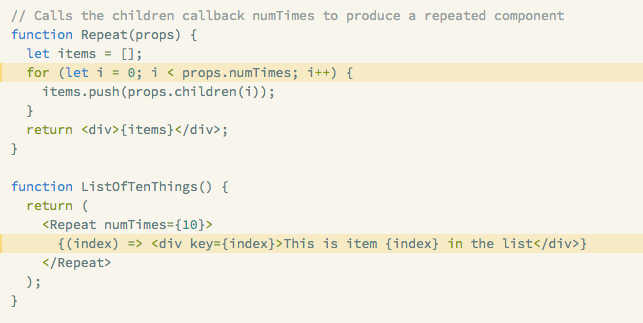 // Calls the children callback numTimes to produce a repeated component
function Repeat(props) {
  let items = [];
  for (let i = 0; i < props.numTimes; i++) {
    items.push(props.children(i));
  }
  return <div>{items}</div>;
}

function ListOfTenThings() {
  return (
    <Repeat numTimes={10}>
      {(index) => <div key={index}>This is item {index} in the list</div>}
    </Repeat>
  );
}